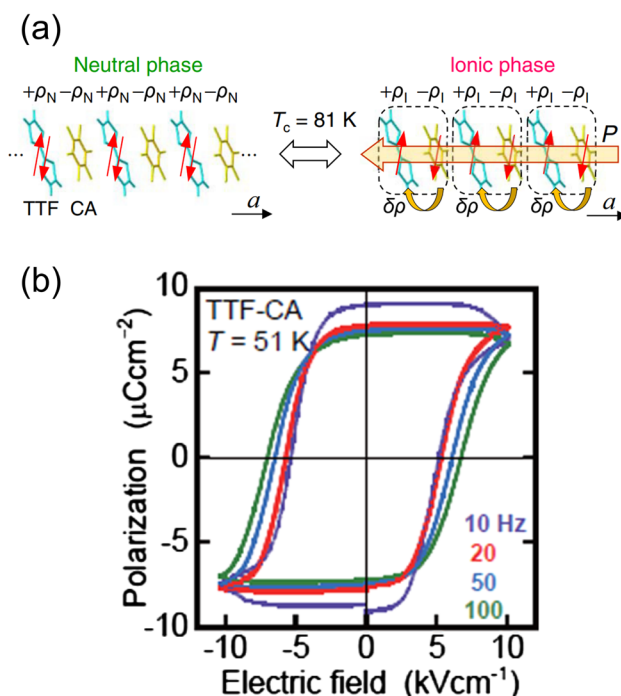 (a)
Neutral phase
Ionic phase
+ρN −ρN +ρN −ρN +ρN −ρN
Tc = 81 K
+ρI −ρI +ρI −ρI +ρI −ρI
P
... ...
TTF CA
a
δρ δρ δρ
a
(b)
TTF-CA
T = 51 K
10 Hz
20
50
100
10
5
0
-5
-10
Polarization (μCcm⁻²)
-10 -5 0 5 10
Electric field (kVcm⁻¹)